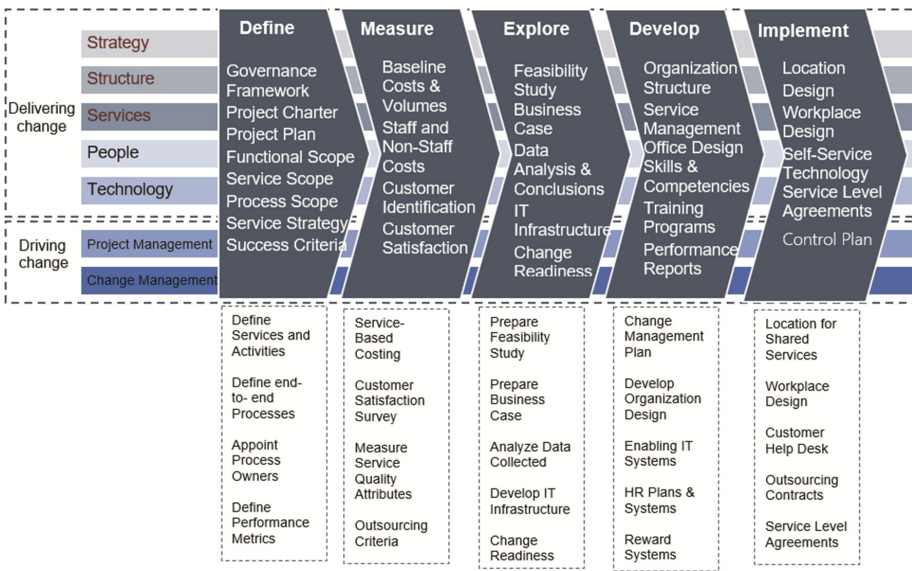 Define
Measure
Explore
Develop
Implement
Delivering
change
Strategy
Structure
Services
People
Technology
Driving
change
Project Management
Change Management
Governance
Framework
Project Charter
Project Plan
Functional Scope
Service Scope
Process Scope
Service Strategy
Success Criteria
Baseline
Costs &
Volumes
Staff and
Non-Staff
Costs
Customer
Identification
Customer
Satisfaction
Feasibility
Study
Business
Case
Data
Analysis &
Conclusions
IT
Infrastructure
Change
Readiness
Organization
Structure
Service
Management
Office Design
Skills &
Competencies
Training
Programs
Performance
Reports
Location
Design
Workplace
Design
Self-Service
Technology
Service Level
Agreements
Control Plan
Define
Services and
Activities
Define end-
to- end
Processes
Appoint
Process
Owners
Define
Performance
Metrics
Service-
Based
Costing
Customer
Satisfaction
Survey
Measure
Service
Quality
Attributes
Outsourcing
Criteria
Prepare
Feasibility
Study
Prepare
Business
Case
Analyze Data
Collected
Develop IT
Infrastructure
Change
Readiness
Change
Management
Plan
Develop
Organization
Design
Enabling IT
Systems
HR Plans &
Systems
Reward
Systems
Location for
Shared
Services
Workplace
Design
Customer
Help Desk
Outsourcing
Contracts
Service Level
Agreements